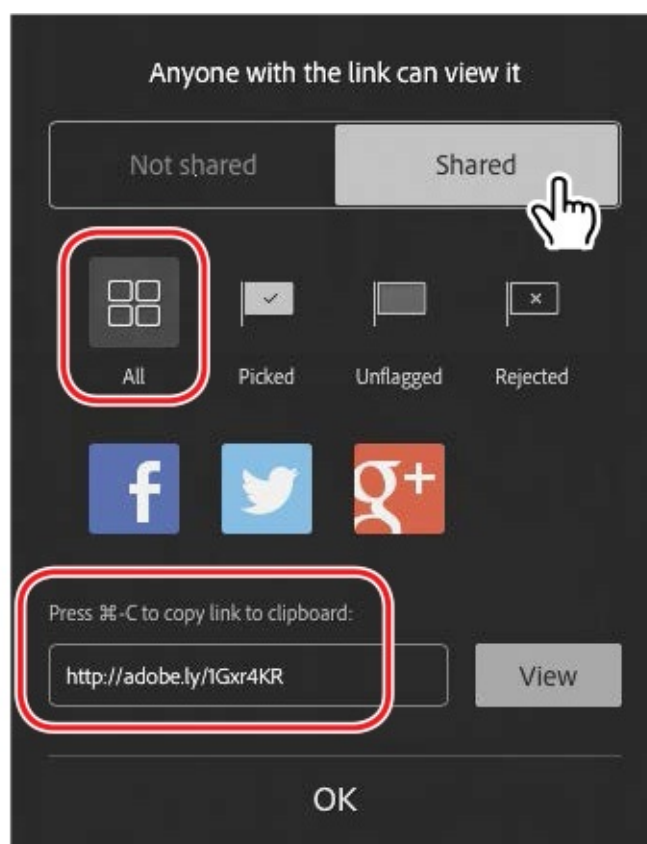 Anyone with the link can view it
Not shared
Shared
All
Picked
Unflagged
Rejected
f
g+
Press ⌘-C to copy link to clipboard:
http://adobe.ly/1Gxr4KR
View
OK